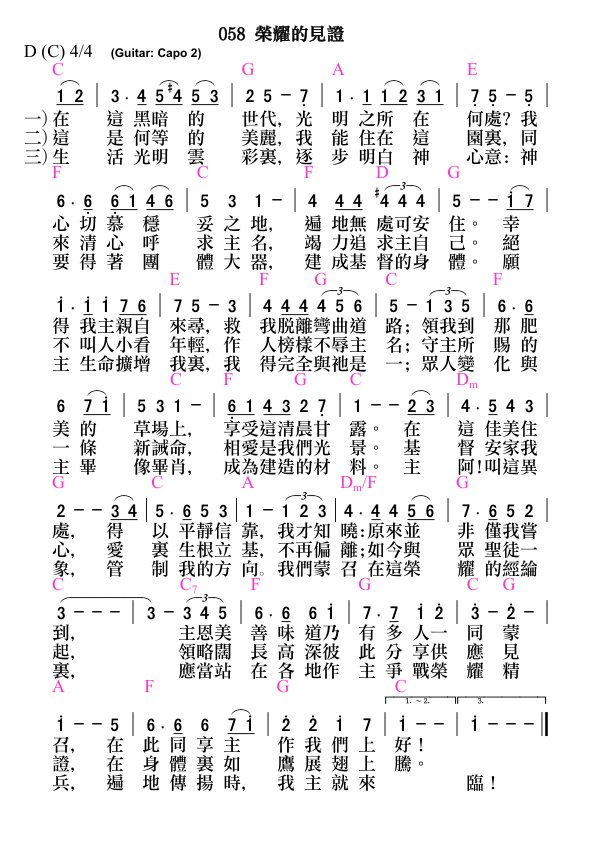 058 榮耀的見證
D (C) 4/4 (Guitar: Capo 2)
C G A E
1 2 | 3 · 4 5 #4 5 3 | 2 5 – 7 | 1 · 1 1 2 3 1 | 7 5 – 5 |
一)在 這 黑暗 的 世代, 光 明 之所 在 何處? 我
二)這 是 何等 的 美麗, 我 能 住在 這 園裏, 同
三)生 活 光明 雲 彩裏, 逐 步 明白 神 心意: 神
F C F D G
6 · 6 6 1 4 6 | 5 3 1 – | 4 4 4 #4 4 4 | 5 – – 1 7 |
心 切 慕 穩 妥 之 地, 遍 地無 處可安 住。 幸
來 清 心 呼 求 主 名, 竭 力追 求主自 己。 絕
要 得 著 團 體 大 器, 建 成基 督的身 體。 願
E F G C F
1 · 1 1 1 7 6 | 7 5 – 3 | 4 4 4 4 4 5 6 | 5 – 1 3 5 | 6 · 6
得 我主親自 來尋, 救 我脫離彎曲道 路; 領我到 那 肥
不 叫人小看 年輕, 作 人榜樣不辱主 名; 守主所 賜 的
主 生命擴增 我裏, 我 得完全與祂是 一; 眾人變 化 與
C F G C Dm
6 7 1 | 5 3 1 – | 6 1 4 3 2 7 | 1 – – 2 3 | 4 · 5 4 3
美 的 草場上, 享受這清晨甘 露。 在 這 佳美住
一 條 新誡命, 相愛是我們光 景。 基 督 安家我
主 畢 像畢肖, 成為建造的材 料。 主 阿!叫這異
G C A Dm/F G
2 – – 3 4 | 5 · 6 5 3 | 1 – 1 2 3 | 4 · 4 4 5 6 | 7 · 6 5 2
處, 得 以 平靜信 靠, 我才知 曉:原來並 非 僅我嘗
心, 愛 裏 生根立 基, 不再偏 離;如今與 眾 聖徒一
象, 管 制 我的方 向。我們蒙 召 在這榮 耀 的經綸
C C7 F G C G
3 – – – | 3 – 3 4 5 | 6 · 6 6 1 | 7 · 7 1 2 | 3 – 2 – |
到, 主恩美 善 味 道乃 有 多 人一 同 蒙
起, 領略闊 長 高 深彼 此 分 享供 應 見
裏, 應當站 在 各 地作 主 爭 戰榮 耀 精
A F G C
1. ~ 2. 3.
1 – – 5 | 6 · 6 6 7 1 | 2 2 1 7 | 1 – – | 1 – – ||
召, 在 此 同 享 主 作 我 們 上 好!
證, 在 身 體 裏 如 鷹 展 翅 上 騰。
兵, 遍 地 傳 揚 時, 我 主 就 來 臨!